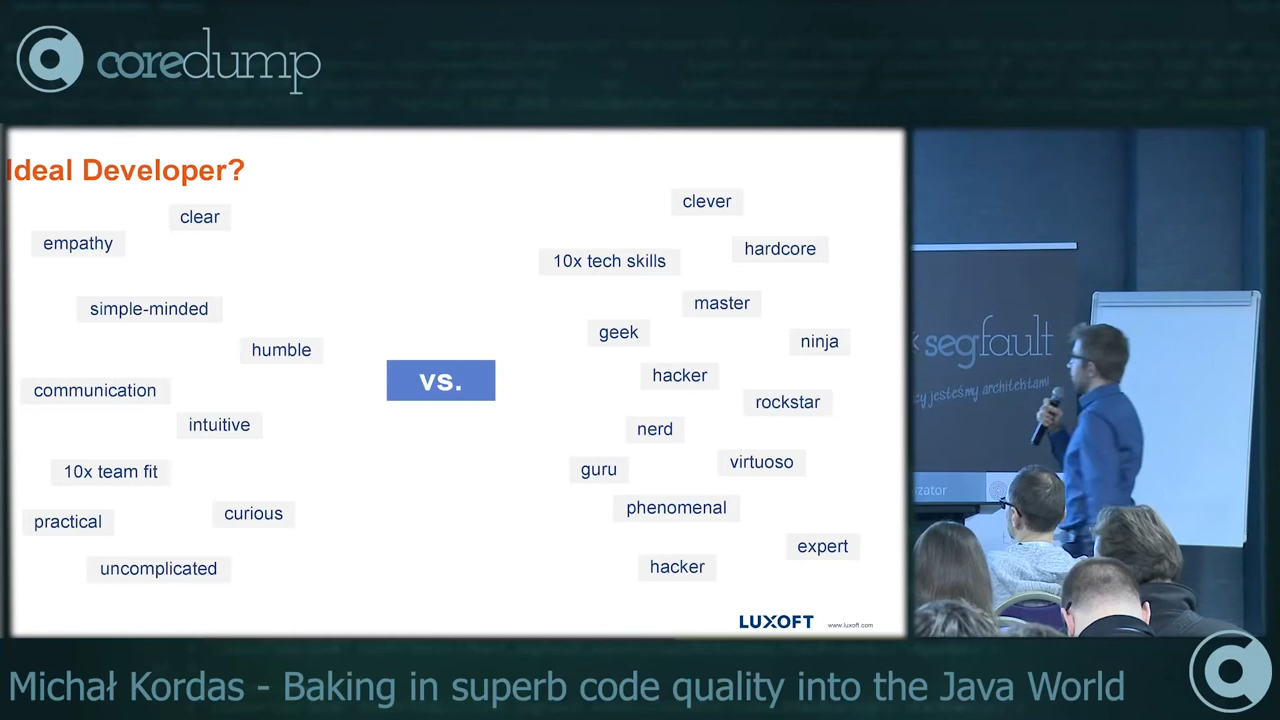 coredump
Ideal Developer?
clear
empathy
simple-minded
humble
communication
intuitive
10x team fit
practical
curious
uncomplicated
vs.
clever
hardcore
10x tech skills
master
geek
ninja
hacker
rockstar
nerd
virtuoso
guru
phenomenal
expert
hacker
LUXOFT www.luxoft.com
segfault
jesteśmy architektami
Michał Kordas - Baking in superb code quality into the Java World